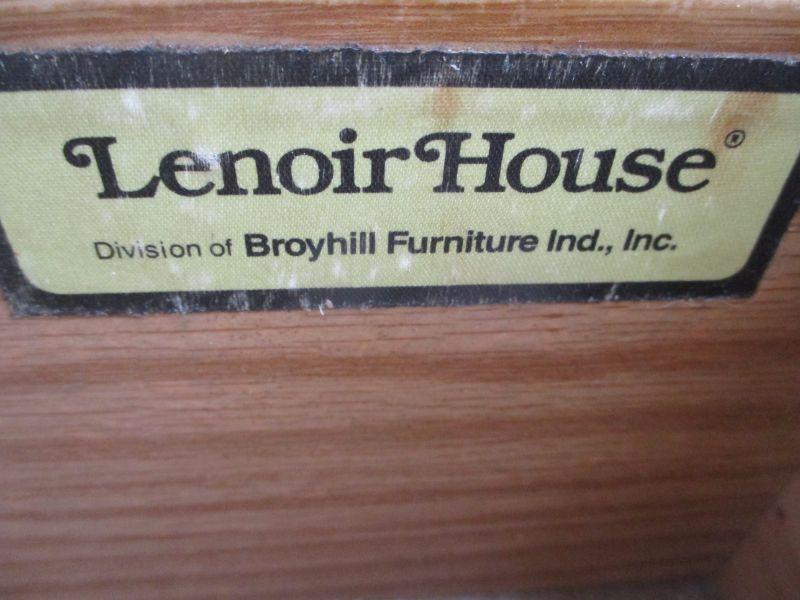 Lenoir House®
Division of Broyhill Furniture Ind., Inc.